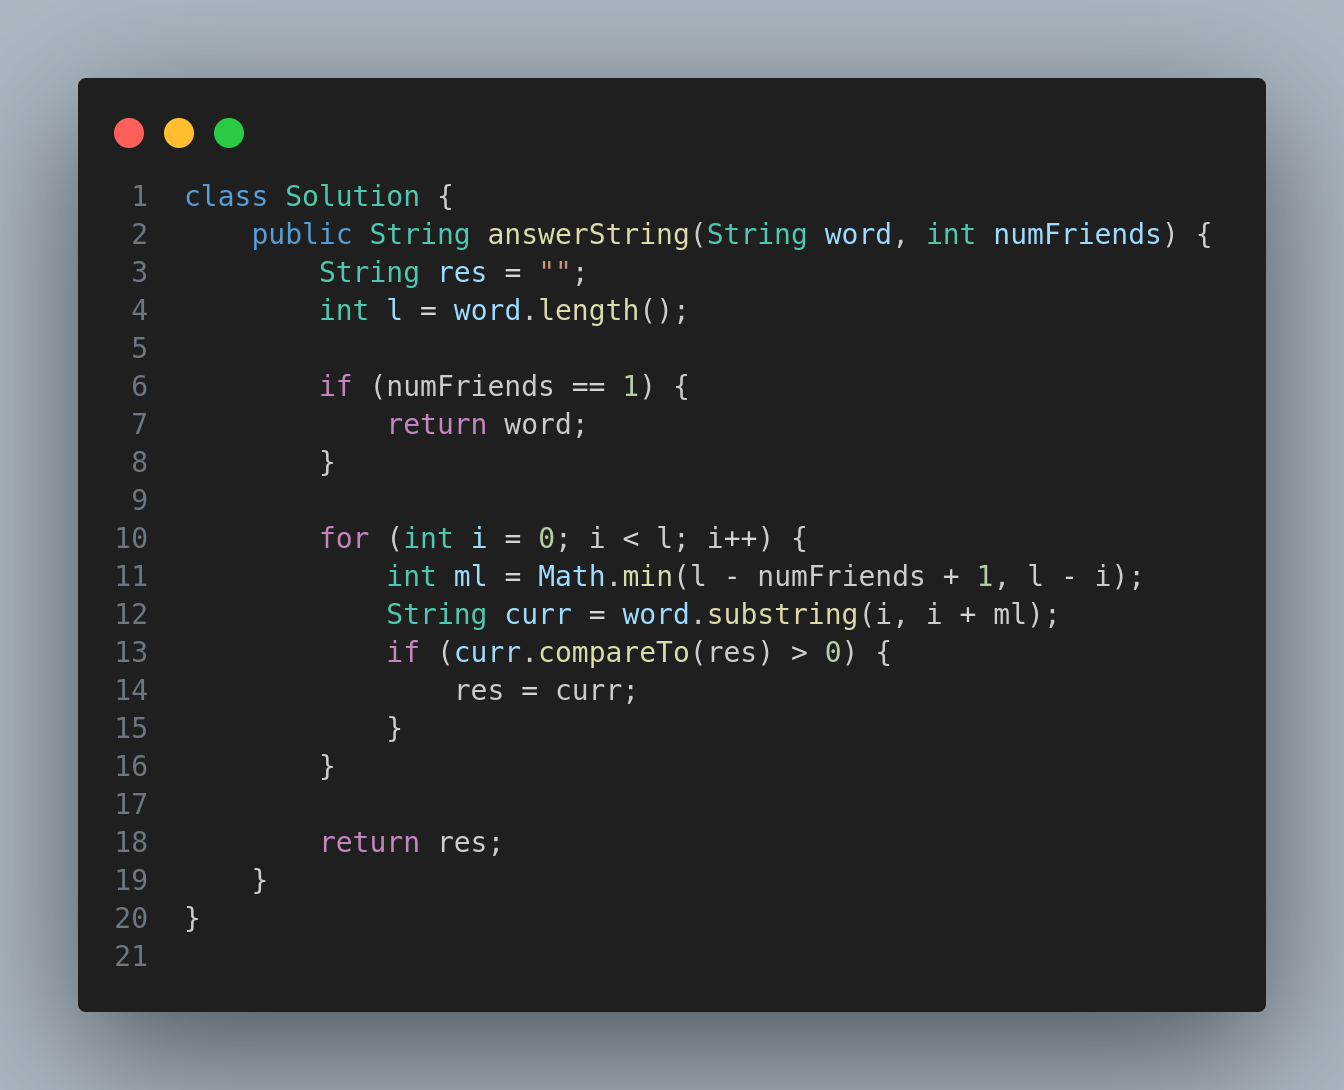 1 class Solution {
2     public String answerString(String word, int numFriends) {
3         String res = "";
4         int l = word.length();
5
6         if (numFriends == 1) {
7             return word;
8         }
9
10         for (int i = 0; i < l; i++) {
11             int ml = Math.min(l - numFriends + 1, l - i);
12             String curr = word.substring(i, i + ml);
13             if (curr.compareTo(res) > 0) {
14                 res = curr;
15             }
16         }
17
18         return res;
19     }
20 }
21